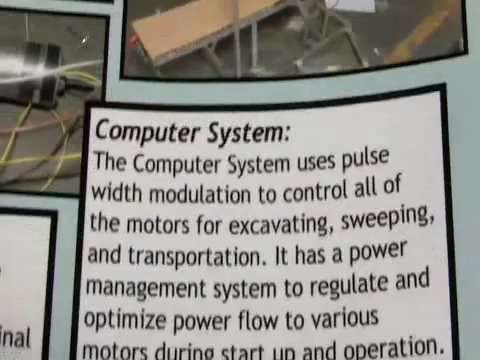 Computer System:
The Computer System uses pulse
width modulation to control all of
the motors for excavating, sweeping,
and transportation. It has a power
management system to regulate and
optimize power flow to various
motors during start up and operation.
inal